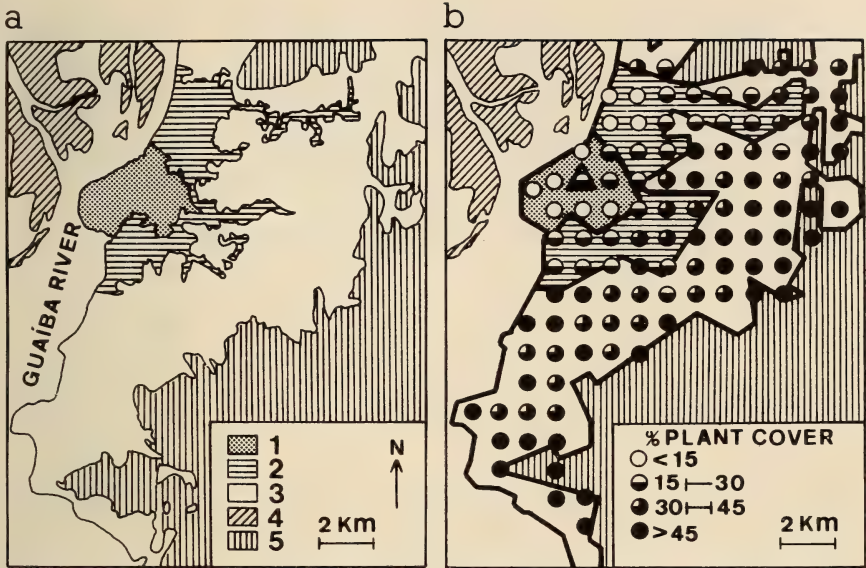 a
GUAÍBA RIVER
1
2
3
4
5
N
2 Km
b
% PLANT COVER
<15
15⊢—30
30⊢—⊣45
>45
2 Km